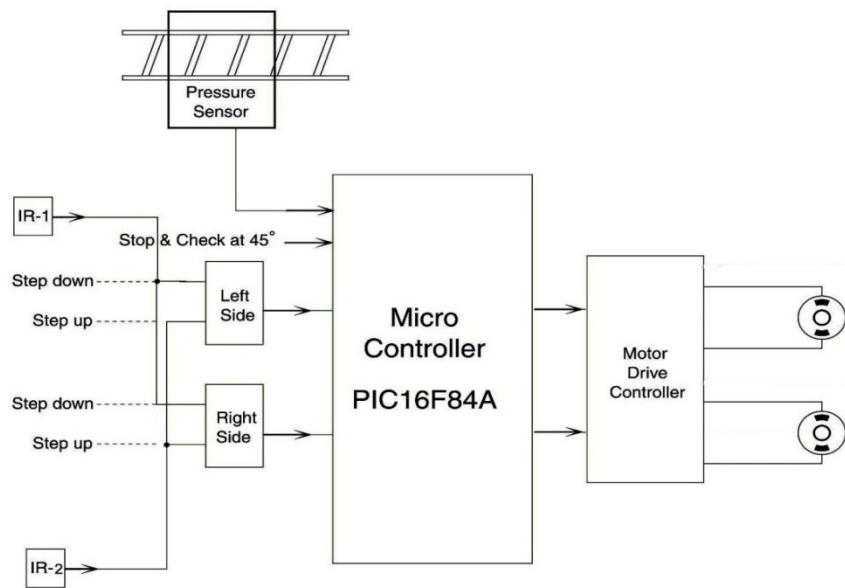 Pressure
Sensor
IR-1
Stop & Check at 45°
Step down
Step up
Left
Side
Step down
Step up
Right
Side
IR-2
Micro
Controller
PIC16F84A
Motor
Drive
Controller